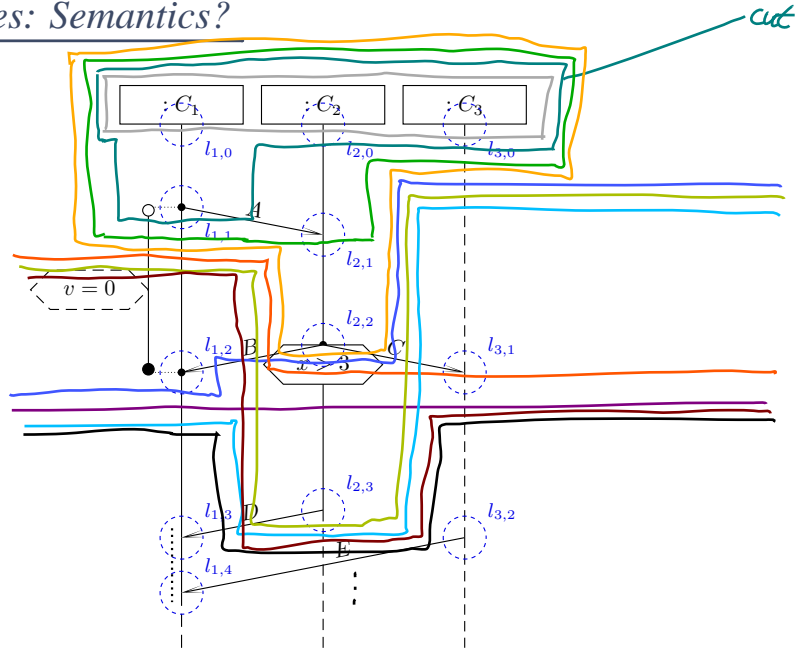 es: Semantics?
cut
: C₁ : C₂ : C₃
l₁,₀ l₂,₀ l₃,₀
A
l₁,₁
l₂,₁
v = 0
l₂,₂
l₁,₂ B C l₃,₁
x > 3
l₂,₃
l₁,₃ D l₃,₂
E
l₁,₄